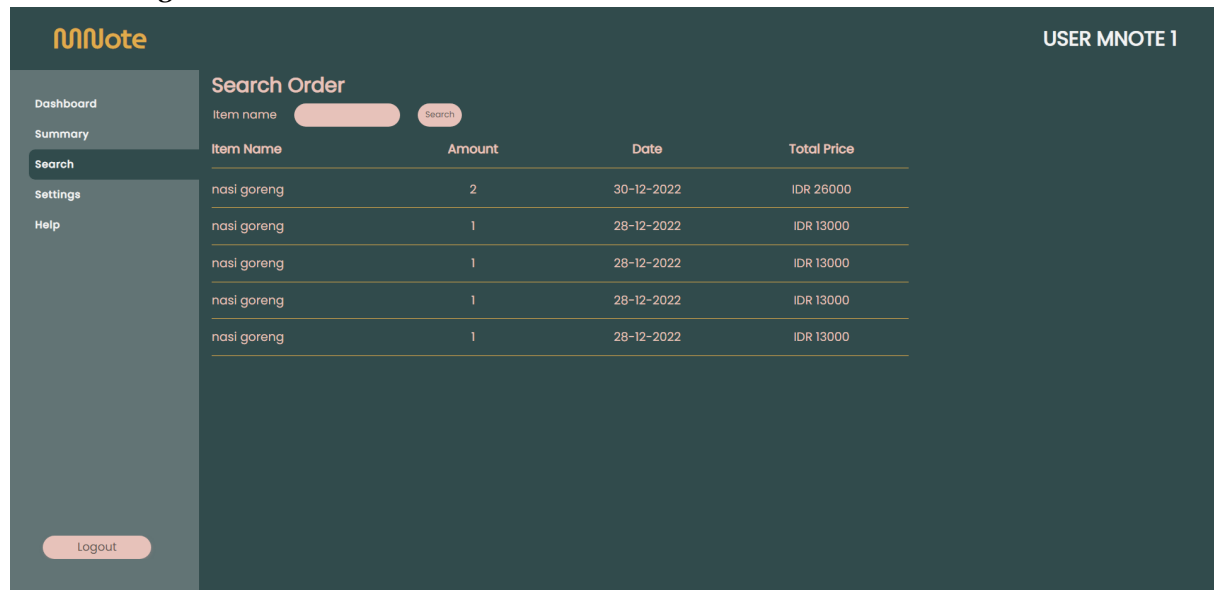 MNote
USER MNOTE 1
Dashboard
Summary
Search
Settings
Help
Logout
Search Order
Item name Search
Item Name Amount Date Total Price
nasi goreng 2 30-12-2022 IDR 26000
nasi goreng 1 28-12-2022 IDR 13000
nasi goreng 1 28-12-2022 IDR 13000
nasi goreng 1 28-12-2022 IDR 13000
nasi goreng 1 28-12-2022 IDR 13000